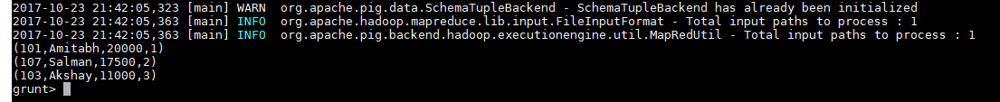 2017-10-23 21:42:05,323 [main] WARN  org.apache.pig.data.SchemaTupleBackend - SchemaTupleBackend has already been initialized
2017-10-23 21:42:05,363 [main] INFO  org.apache.hadoop.mapreduce.lib.input.FileInputFormat - Total input paths to process : 1
2017-10-23 21:42:05,363 [main] INFO  org.apache.pig.backend.hadoop.executionengine.util.MapRedUtil - Total input paths to process : 1
(101,Amitabh,20000,1)
(107,Salman,17500,2)
(103,Akshay,11000,3)
grunt>